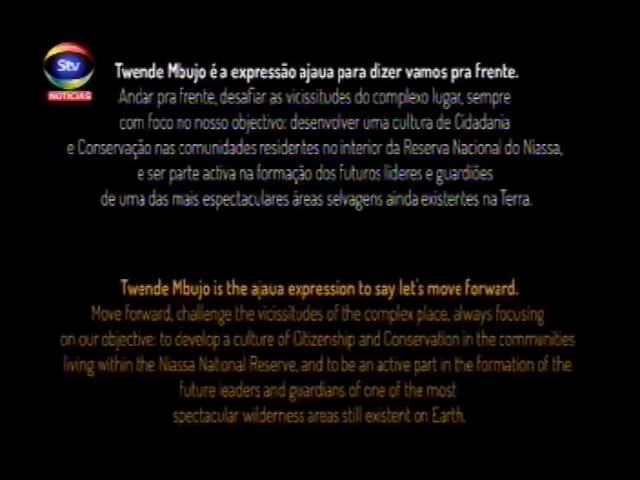 Stv
NOTÍCIAS
Twende Mbujo é a expressão ajaua para dizer vamos pra frente.
Andar pra frente, desafiar as vicissitudes do complexo lugar, sempre
com foco no nosso objectivo: desenvolver uma cultura de Cidadania
e Conservação nas comunidades residentes no interior da Reserva Nacional do Niassa,
e ser parte activa na formação dos futuros líderes e guardiões
de uma das mais espectaculares áreas selvagens ainda existentes na Terra.
Twende Mbujo is the ajaua expression to say let's move forward.
Move forward, challenge the vicissitudes of the complex place, always focusing
on our objective: to develop a culture of Citizenship and Conservation in the communities
living within the Niassa National Reserve, and to be an active part in the formation of the
future leaders and guardians of one of the most
spectacular wilderness areas still existent on Earth.